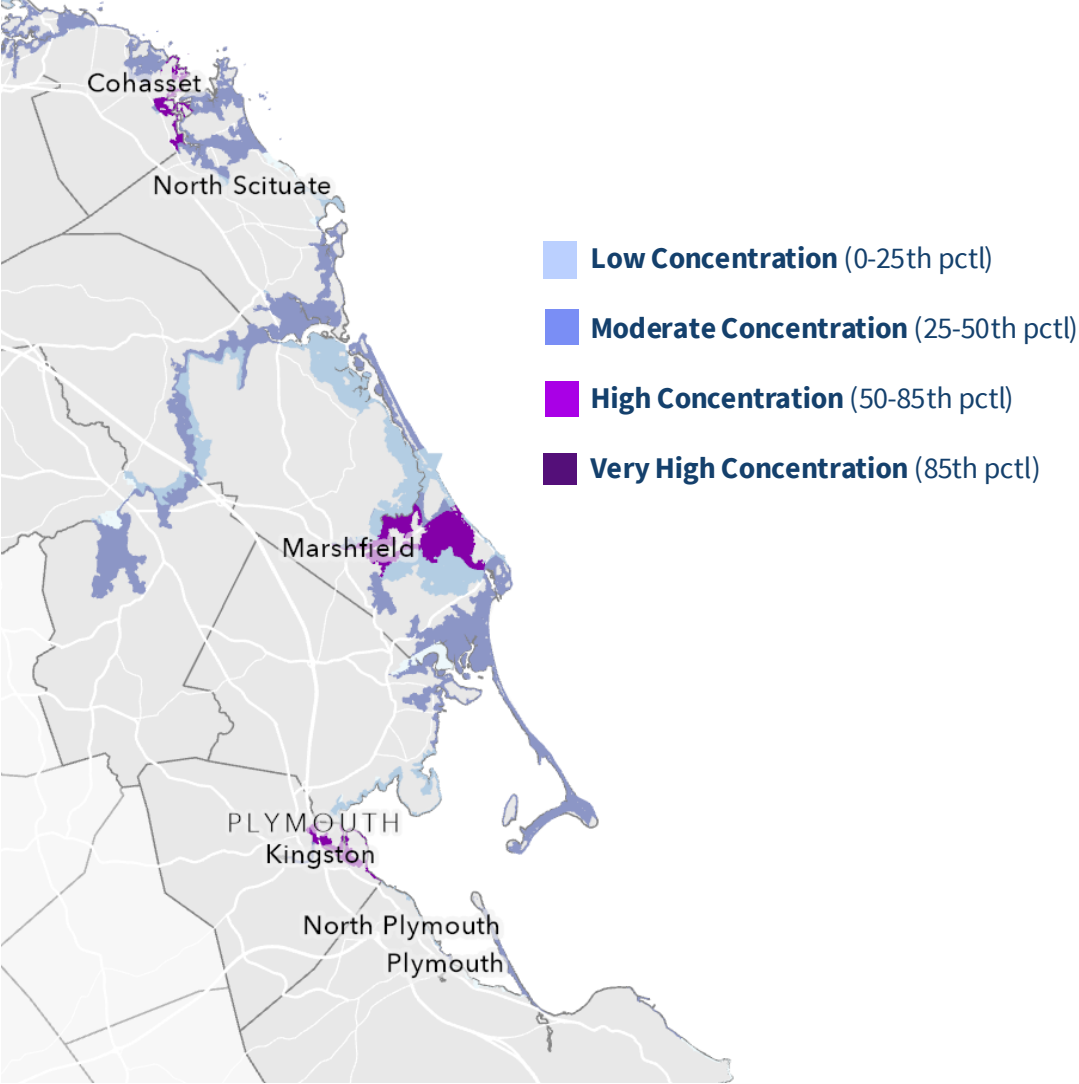 Cohasset
North Scituate
Low Concentration (0-25th pctl)
Moderate Concentration (25-50th pctl)
High Concentration (50-85th pctl)
Very High Concentration (85th pctl)
Marshfield
PLYMOUTH
Kingston
North Plymouth
Plymouth